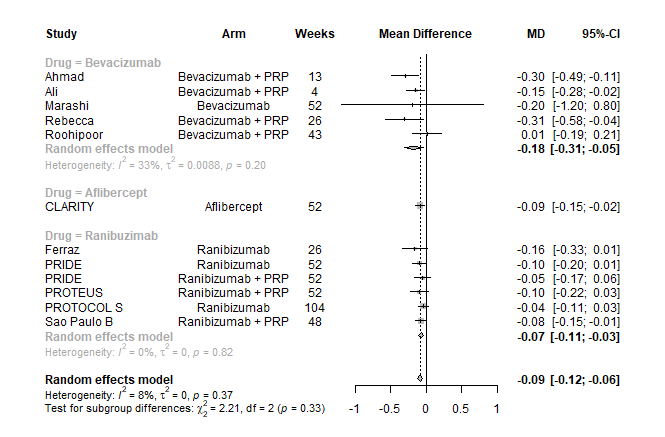 Study Arm Weeks Mean Difference MD 95%-CI
Drug = Bevacizumab
Ahmad Bevacizumab + PRP 13 -0.30 [-0.49; -0.11]
Ali Bevacizumab + PRP 4 -0.15 [-0.28; -0.02]
Marashi Bevacizumab 52 -0.20 [-1.20; 0.80]
Rebecca Bevacizumab + PRP 26 -0.31 [-0.58; -0.04]
Roohipoor Bevacizumab + PRP 43 0.01 [-0.19; 0.21]
Random effects model -0.18 [-0.31; -0.05]
Heterogeneity: I² = 33%, τ² = 0.0088, p = 0.20
Drug = Aflibercept
CLARITY Aflibercept 52 -0.09 [-0.15; -0.02]
Drug = Ranibuzimab
Ferraz Ranibizumab 26 -0.16 [-0.33; 0.01]
PRIDE Ranibizumab 52 -0.10 [-0.20; 0.01]
PRIDE Ranibizumab + PRP 52 -0.05 [-0.17; 0.06]
PROTEUS Ranibizumab + PRP 52 -0.10 [-0.22; 0.03]
PROTOCOL S Ranibizumab 104 -0.04 [-0.11; 0.03]
Sao Paulo B Ranibizumab + PRP 48 -0.08 [-0.15; -0.01]
Random effects model -0.07 [-0.11; -0.03]
Heterogeneity: I² = 0%, τ² = 0, p = 0.82
Random effects model -0.09 [-0.12; -0.06]
Heterogeneity: I² = 8%, τ² = 0, p = 0.37
Test for subgroup differences: χ²₂ = 2.21, df = 2 (p = 0.33)
-1 -0.5 0 0.5 1